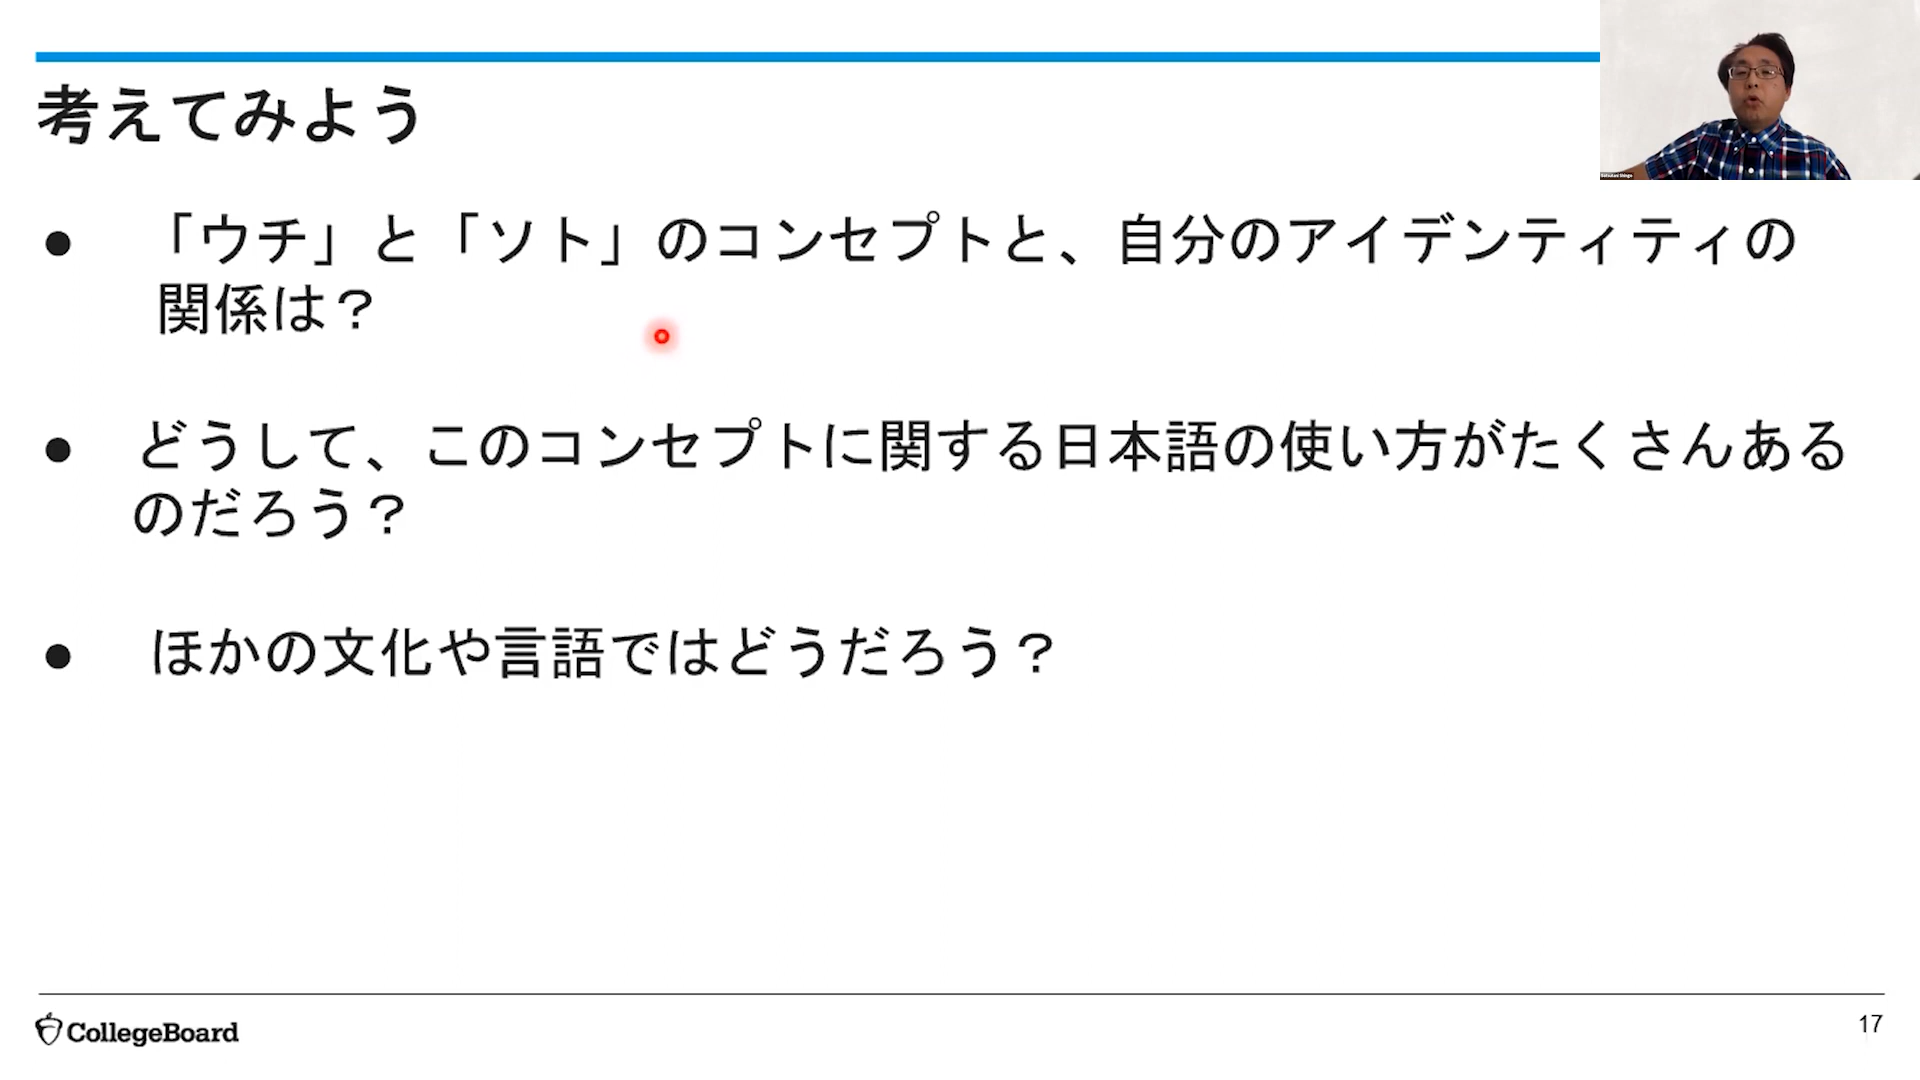 考えてみよう
● 「ウチ」と「ソト」のコンセプトと、自分のアイデンティティの
関係は？
● どうして、このコンセプトに関する日本語の使い方がたくさんある
のだろう？
● ほかの文化や言語ではどうだろう？
CollegeBoard
17